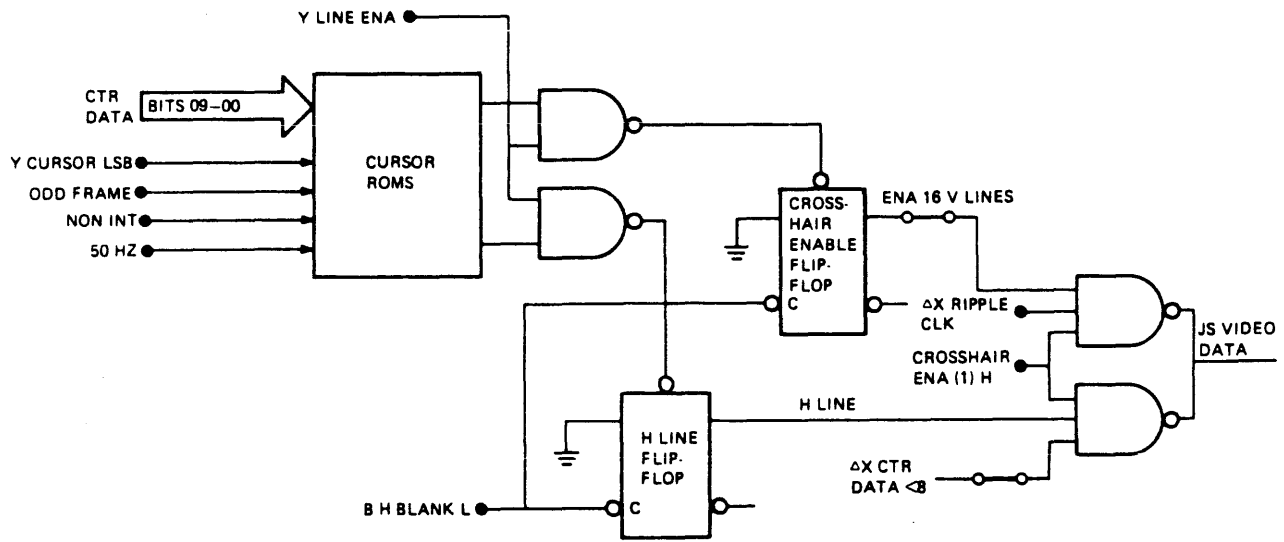 Y LINE ENA
CTR
DATA
BITS 09–00
Y CURSOR LSB
ODD FRAME
NON INT
50 HZ
CURSOR
ROMS
CROSS-
HAIR
ENABLE
FLIP-
FLOP
C
ENA 16 V LINES
ΔX RIPPLE
CLK
CROSSHAIR
ENA (1) H
JS VIDEO
DATA
H LINE
H LINE
FLIP-
FLOP
C
ΔX CTR
DATA <8
B H BLANK L